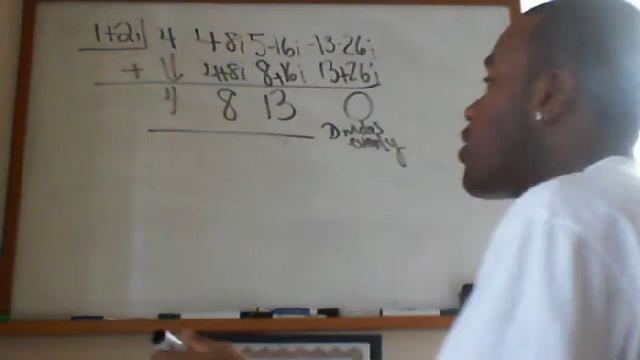 1+2i 4 4-8i 5-16i -13-26i
+ ↓ 4+8i 8+16i 13+26i
4 8 13 0
Divides
evenly